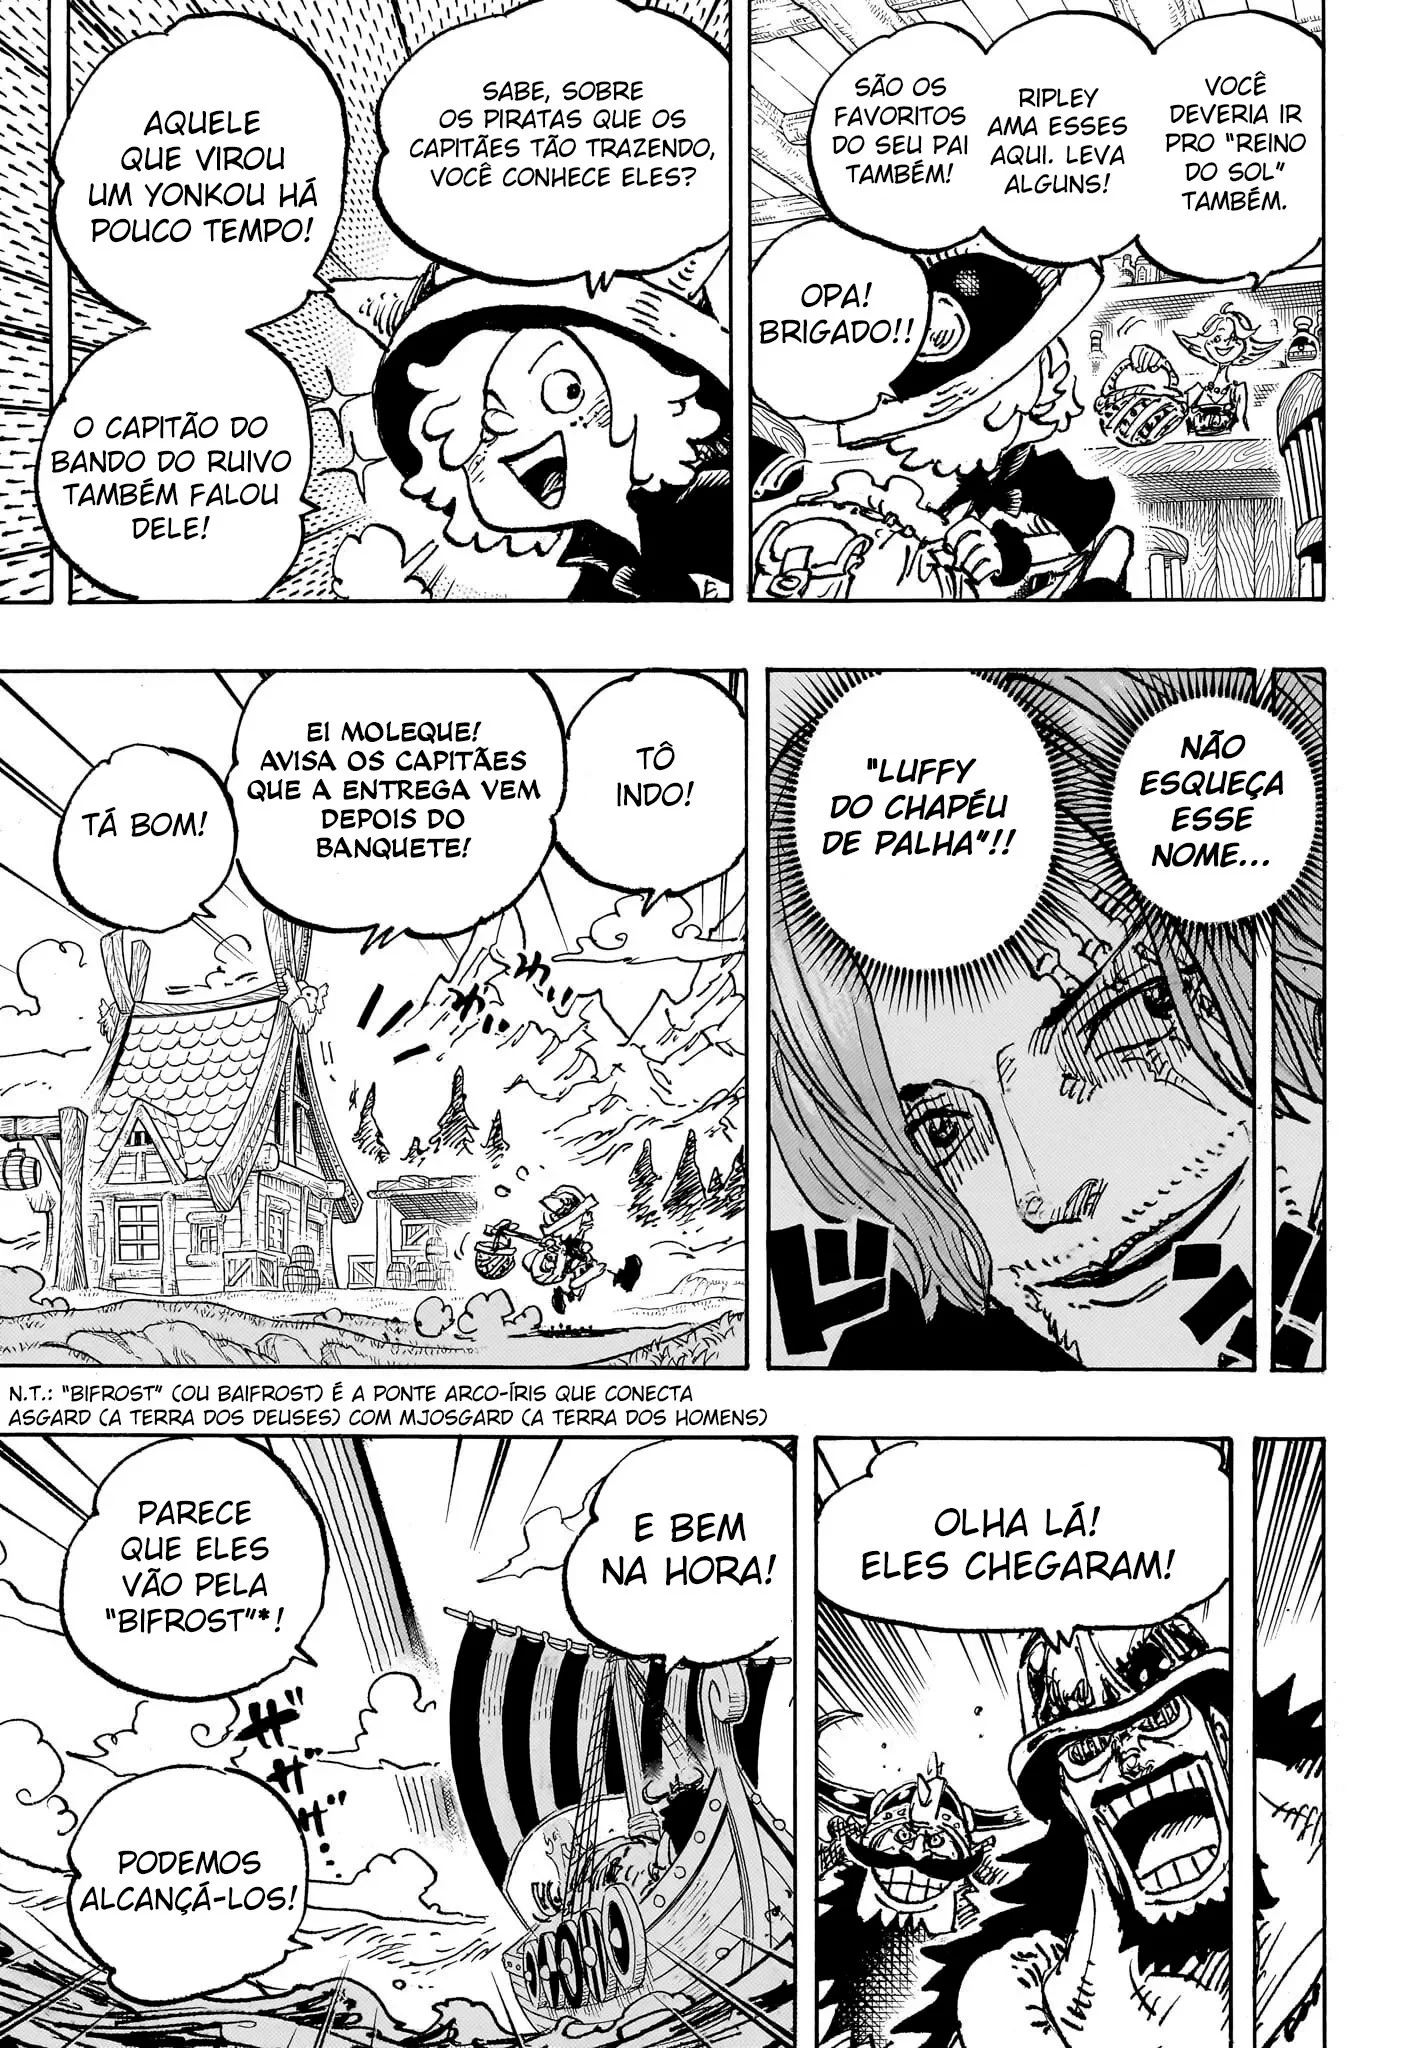 VOCÊ
DEVERIA IR
PRO "REINO
DO SOL"
TAMBÉM.
RIPLEY
AMA ESSES
AQUI. LEVA
ALGUNS!
SÃO OS
FAVORITOS
DO SEU PAI
TAMBÉM!
OPA!
BRIGADO!!
SABE, SOBRE
OS PIRATAS QUE OS
CAPITÃES TÃO TRAZENDO,
VOCÊ CONHECE ELES?
AQUELE
QUE VIROU
UM YONKOU HÁ
POUCO TEMPO!
O CAPITÃO DO
BANDO DO RUIVO
TAMBÉM FALOU
DELE!
NÃO
ESQUEÇA
ESSE
NOME...
"LUFFY
DO CHAPÉU
DE PALHA"!!
ド
TÔ
INDO!
EI MOLEQUE!
AVISA OS CAPITÃES
QUE A ENTREGA VEM
DEPOIS DO
BANQUETE!
TÁ BOM!
N.T.: "BIFROST" (OU BAIFROST) É A PONTE ARCO-ÍRIS QUE CONECTA
ASGARD (A TERRA DOS DEUSES) COM MJOSGARD (A TERRA DOS HOMENS)
OLHA LÁ!
ELES CHEGARAM!
E BEM
NA HORA!
PARECE
QUE ELES
VÃO PELA
"BIFROST"*!
ザザザ…
PODEMOS
ALCANÇÁ-LOS!